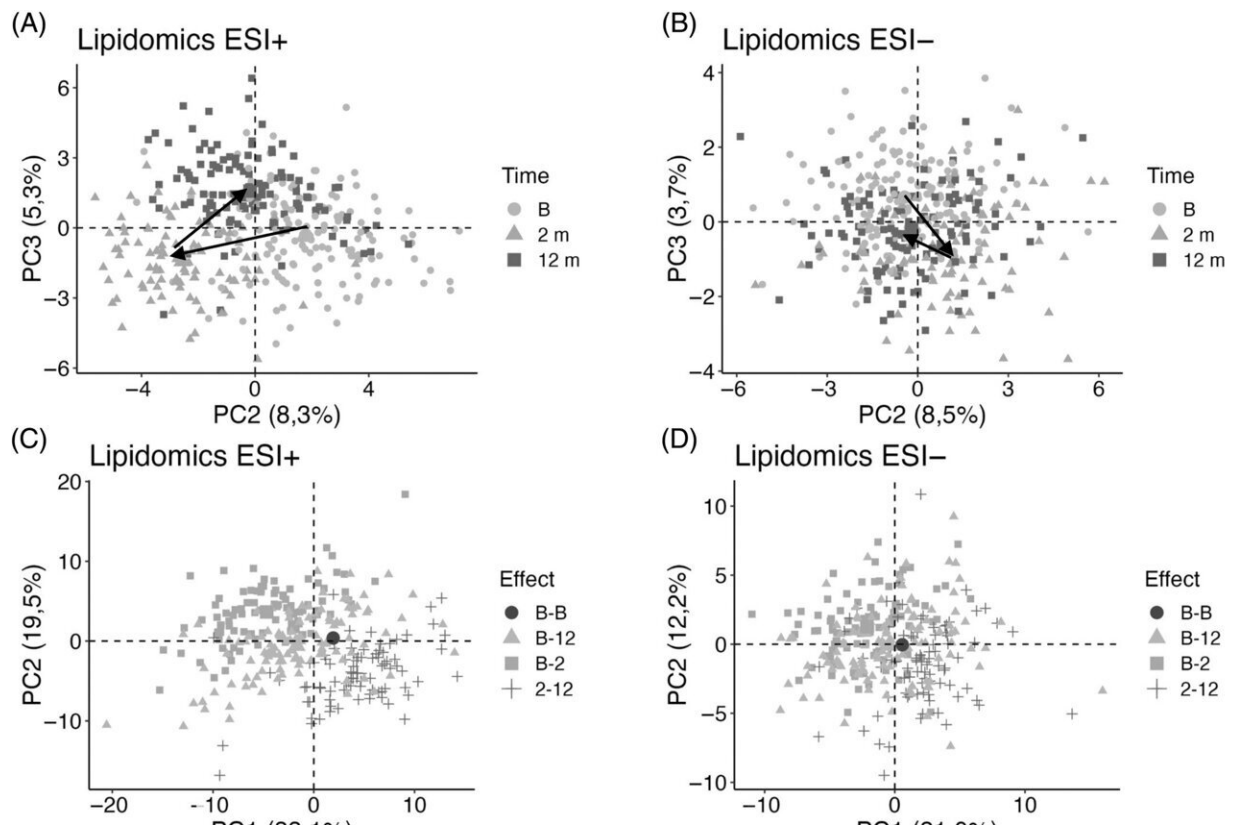 (A)
Lipidomics ESI+
PC3 (5,3%)
6
3
0
−3
−6
−4
0
4
PC2 (8,3%)
Time
B
2 m
12 m
(B)
Lipidomics ESI−
PC3 (3,7%)
4
2
0
−2
−4
−6
−3
0
3
6
PC2 (8,5%)
Time
B
2 m
12 m
(C)
Lipidomics ESI+
PC2 (19,5%)
20
10
0
−10
−20
−10
0
10
Effect
B-B
B-12
B-2
2-12
(D)
Lipidomics ESI−
PC2 (12,2%)
10
5
0
−5
−10
−10
0
10
Effect
B-B
B-12
B-2
2-12